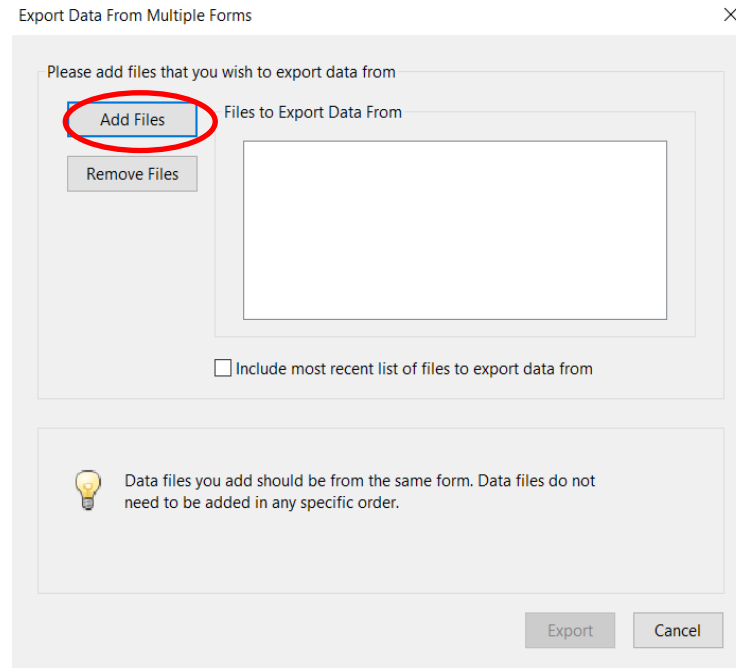 Export Data From Multiple Forms
Please add files that you wish to export data from
Add Files
Files to Export Data From
Remove Files
Include most recent list of files to export data from
Data files you add should be from the same form. Data files do not
need to be added in any specific order.
Export
Cancel